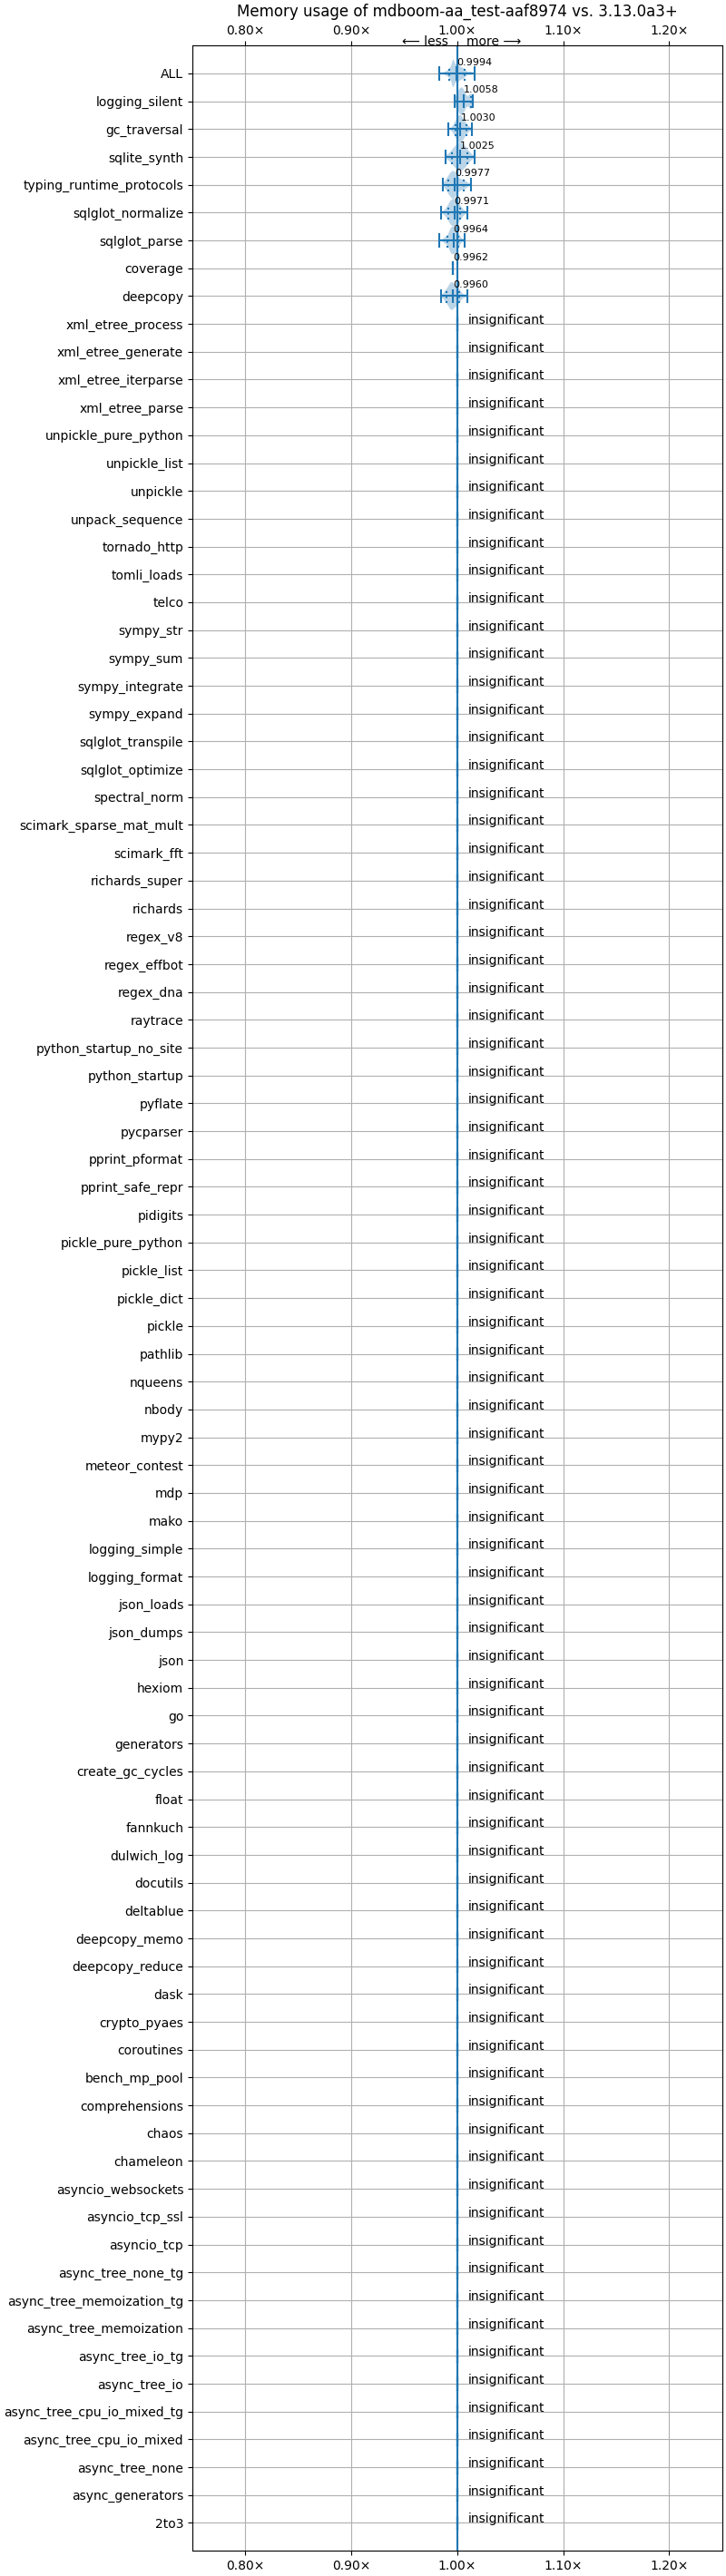 Memory usage of mdboom-aa_test-aaf8974 vs. 3.13.0a3+
0.80× 0.90× 1.00× 1.10× 1.20×
⟵ less more ⟶
ALL 0.9994
logging_silent 1.0058
gc_traversal 1.0030
sqlite_synth 1.0025
typing_runtime_protocols 0.9977
sqlglot_normalize 0.9971
sqlglot_parse 0.9964
coverage 0.9962
deepcopy 0.9960
xml_etree_process insignificant
xml_etree_generate insignificant
xml_etree_iterparse insignificant
xml_etree_parse insignificant
unpickle_pure_python insignificant
unpickle_list insignificant
unpickle insignificant
unpack_sequence insignificant
tornado_http insignificant
tomli_loads insignificant
telco insignificant
sympy_str insignificant
sympy_sum insignificant
sympy_integrate insignificant
sympy_expand insignificant
sqlglot_transpile insignificant
sqlglot_optimize insignificant
spectral_norm insignificant
scimark_sparse_mat_mult insignificant
scimark_fft insignificant
richards_super insignificant
richards insignificant
regex_v8 insignificant
regex_effbot insignificant
regex_dna insignificant
raytrace insignificant
python_startup_no_site insignificant
python_startup insignificant
pyflate insignificant
pycparser insignificant
pprint_pformat insignificant
pprint_safe_repr insignificant
pidigits insignificant
pickle_pure_python insignificant
pickle_list insignificant
pickle_dict insignificant
pickle insignificant
pathlib insignificant
nqueens insignificant
nbody insignificant
mypy2 insignificant
meteor_contest insignificant
mdp insignificant
mako insignificant
logging_simple insignificant
logging_format insignificant
json_loads insignificant
json_dumps insignificant
json insignificant
hexiom insignificant
go insignificant
generators insignificant
create_gc_cycles insignificant
float insignificant
fannkuch insignificant
dulwich_log insignificant
docutils insignificant
deltablue insignificant
deepcopy_memo insignificant
deepcopy_reduce insignificant
dask insignificant
crypto_pyaes insignificant
coroutines insignificant
bench_mp_pool insignificant
comprehensions insignificant
chaos insignificant
chameleon insignificant
asyncio_websockets insignificant
asyncio_tcp_ssl insignificant
asyncio_tcp insignificant
async_tree_none_tg insignificant
async_tree_memoization_tg insignificant
async_tree_memoization insignificant
async_tree_io_tg insignificant
async_tree_io insignificant
async_tree_cpu_io_mixed_tg insignificant
async_tree_cpu_io_mixed insignificant
async_tree_none insignificant
async_generators insignificant
2to3 insignificant
0.80× 0.90× 1.00× 1.10× 1.20×